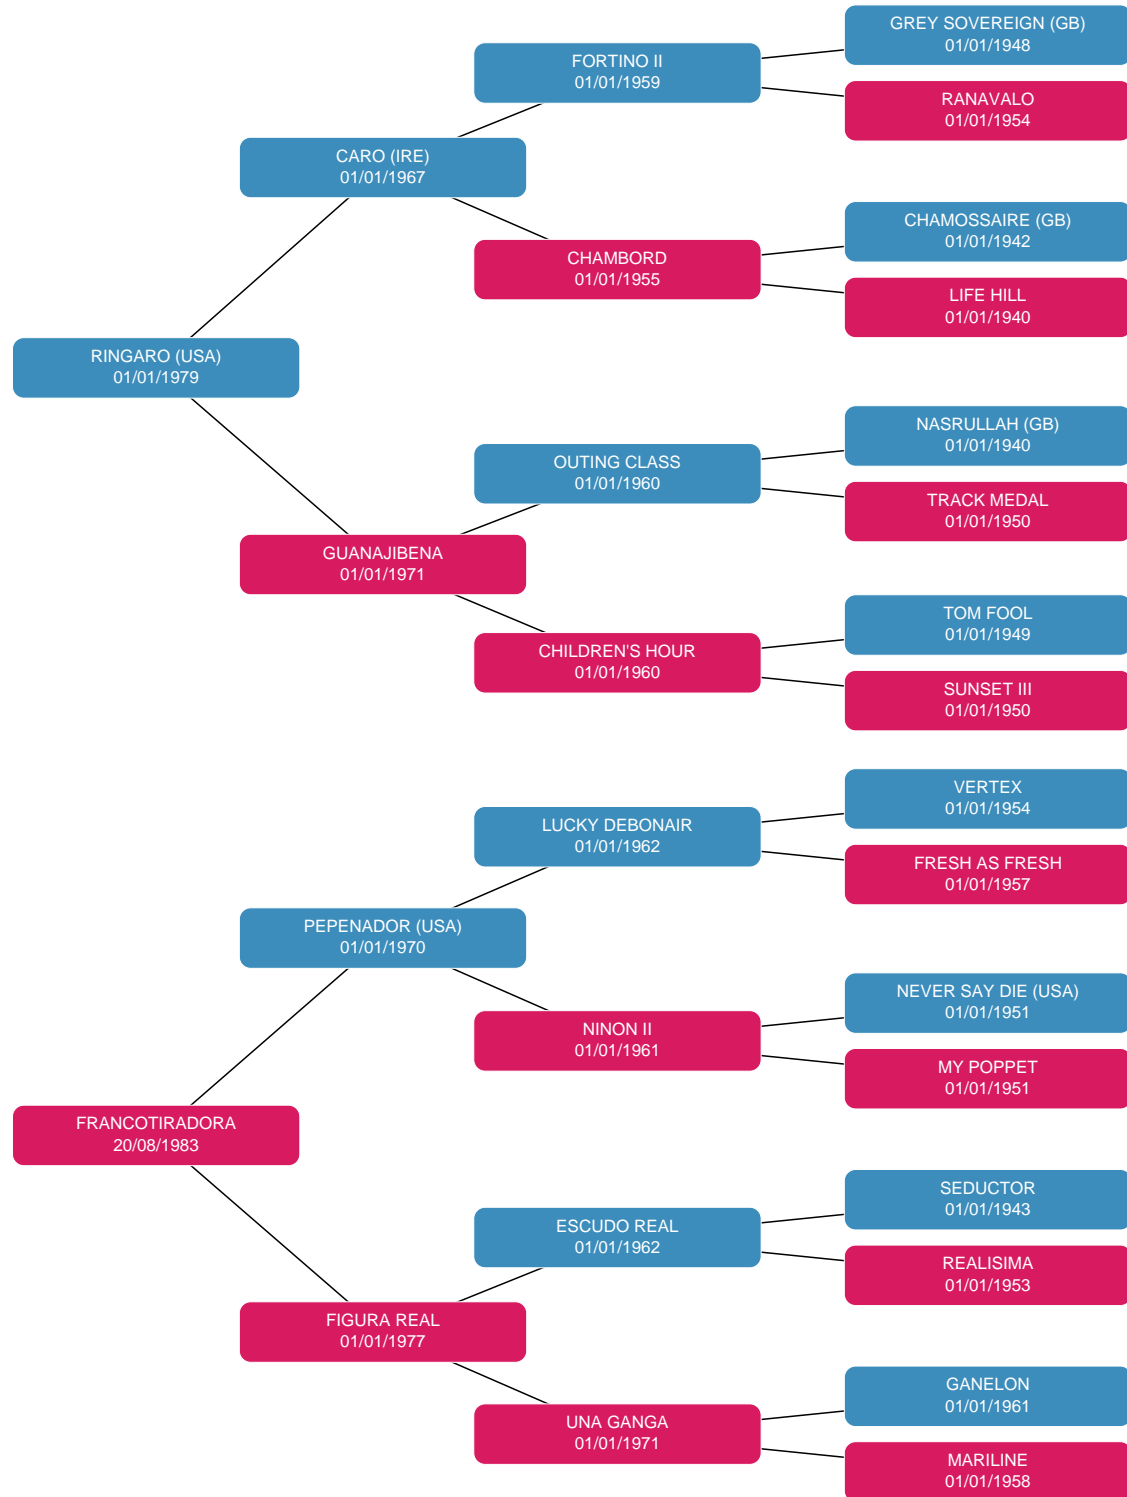 GREY SOVEREIGN (GB)
01/01/1948
FORTINO II
01/01/1959
RANAVALO
01/01/1954
CARO (IRE)
01/01/1967
CHAMOSSAIRE (GB)
01/01/1942
CHAMBORD
01/01/1955
LIFE HILL
01/01/1940
RINGARO (USA)
01/01/1979
NASRULLAH (GB)
01/01/1940
OUTING CLASS
01/01/1960
TRACK MEDAL
01/01/1950
GUANAJIBENA
01/01/1971
TOM FOOL
01/01/1949
CHILDREN'S HOUR
01/01/1960
SUNSET III
01/01/1950
VERTEX
01/01/1954
LUCKY DEBONAIR
01/01/1962
FRESH AS FRESH
01/01/1957
PEPENADOR (USA)
01/01/1970
NEVER SAY DIE (USA)
01/01/1951
NINON II
01/01/1961
MY POPPET
01/01/1951
FRANCOTIRADORA
20/08/1983
SEDUCTOR
01/01/1943
ESCUDO REAL
01/01/1962
REALISIMA
01/01/1953
FIGURA REAL
01/01/1977
GANELON
01/01/1961
UNA GANGA
01/01/1971
MARILINE
01/01/1958